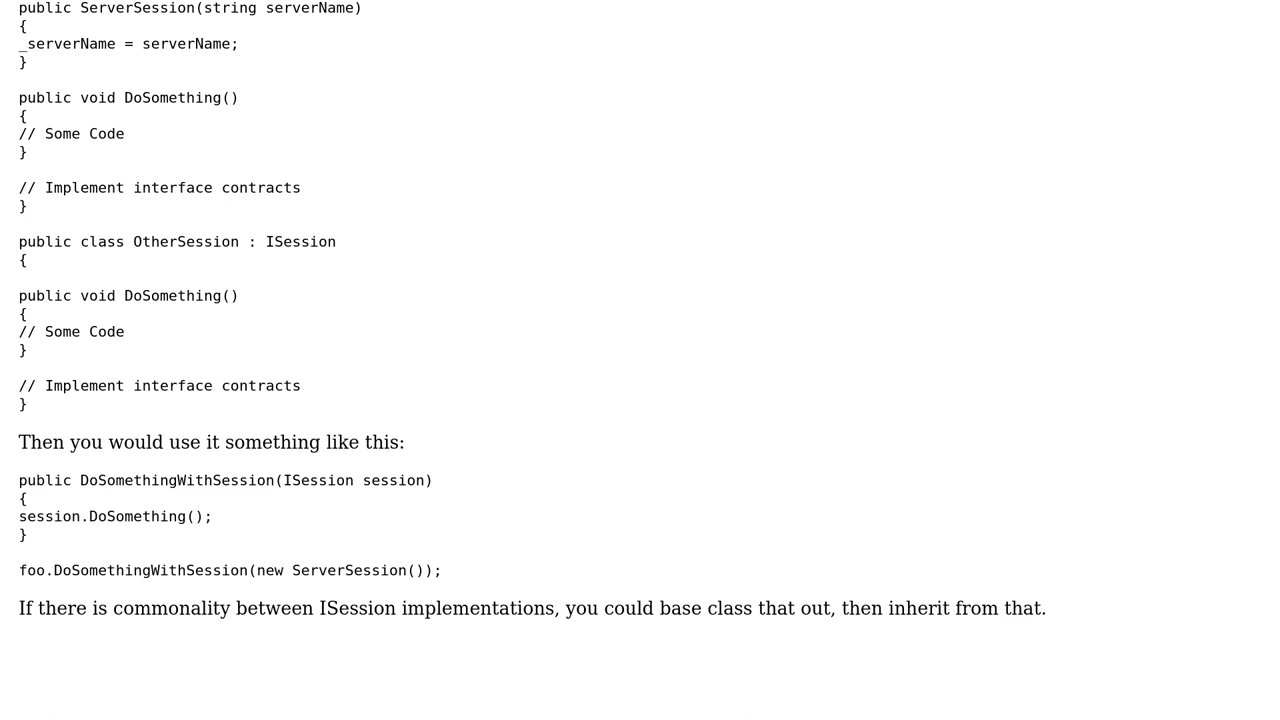 public ServerSession(string serverName)
{
_serverName = serverName;
}
public void DoSomething()
{
// Some Code
}
// Implement interface contracts
}
public class OtherSession : ISession
{
public void DoSomething()
{
// Some Code
}
// Implement interface contracts
}
Then you would use it something like this:
public DoSomethingWithSession(ISession session)
{
session.DoSomething();
}
foo.DoSomethingWithSession(new ServerSession());
If there is commonality between ISession implementations, you could base class that out, then inherit from that.